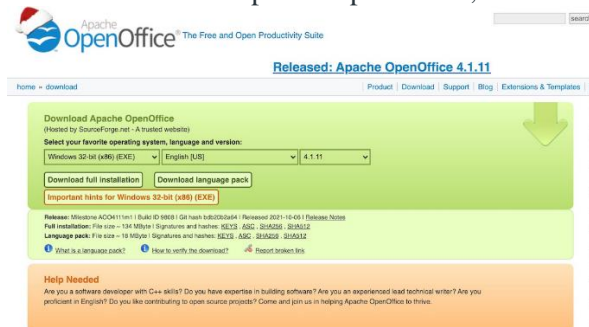 Apache
OpenOffice™ The Free and Open Productivity Suite
search
Released: Apache OpenOffice 4.1.11
home » download
Product | Download | Support | Blog | Extensions & Templates |
Download Apache OpenOffice
(Hosted by SourceForge.net - A trusted website)
Select your favorite operating system, language and version:
Windows 32-bit (x86) (EXE) English [US] 4.1.11
Download full installation Download language pack
Important hints for Windows 32-bit (x86) (EXE)
Release: Milestone AOO4111m1 | Build ID 9808 | Git hash | Released 2021-10-06 | Release Notes
Full installation: File size ~ 134 MByte | Signatures and hashes: KEYS , ASC , SHA256 , SHA512
Language pack: File size ~ 18 MByte | Signatures and hashes: KEYS , ASC , SHA256 , SHA512
What is a language pack? How to verify the download? Report broken link
Help Needed
Are you a software developer with C++ skills? Do you have expertise in building software? Are you an experienced lead technical writer? Are you
proficient in English? Do you like contributing to open source projects? Come and join us in helping Apache OpenOffice to thrive.